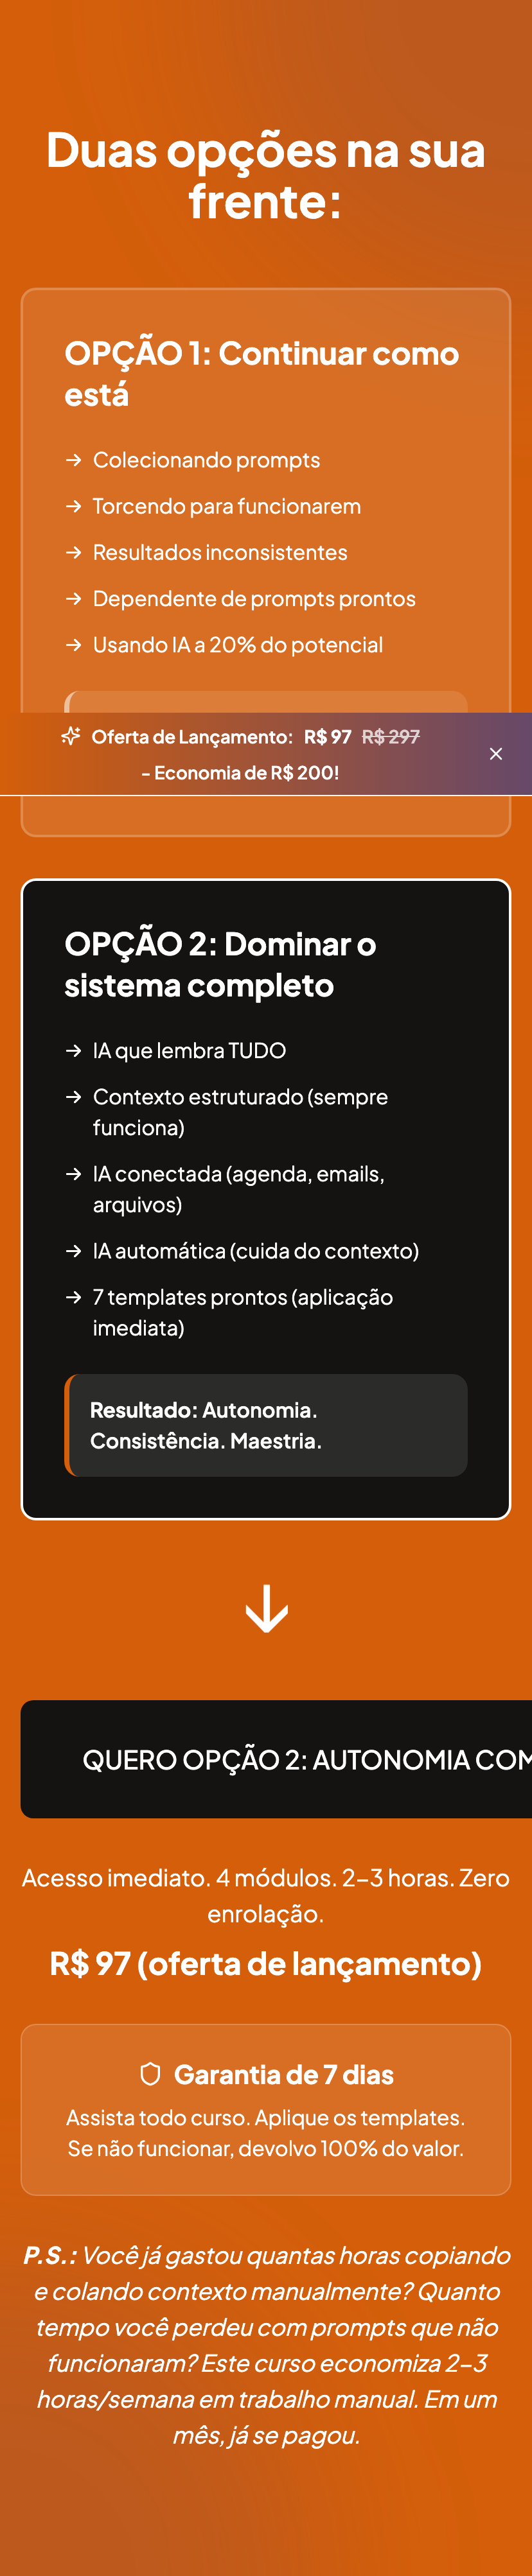 Duas opções na sua
frente:
OPÇÃO 1: Continuar como
está
→ Colecionando prompts
→ Torcendo para funcionarem
→ Resultados inconsistentes
→ Dependente de prompts prontos
→ Usando IA a 20% do potencial
Oferta de Lançamento: R$ 97 R$ 297
- Economia de R$ 200!
OPÇÃO 2: Dominar o
sistema completo
→ IA que lembra TUDO
→ Contexto estruturado (sempre
funciona)
→ IA conectada (agenda, emails,
arquivos)
→ IA automática (cuida do contexto)
→ 7 templates prontos (aplicação
imediata)
Resultado: Autonomia.
Consistência. Maestria.
QUERO OPÇÃO 2: AUTONOMIA COM
Acesso imediato. 4 módulos. 2-3 horas. Zero
enrolação.
R$ 97 (oferta de lançamento)
Garantia de 7 dias
Assista todo curso. Aplique os templates.
Se não funcionar, devolvo 100% do valor.
P.S.: Você já gastou quantas horas copiando
e colando contexto manualmente? Quanto
tempo você perdeu com prompts que não
funcionaram? Este curso economiza 2-3
horas/semana em trabalho manual. Em um
mês, já se pagou.